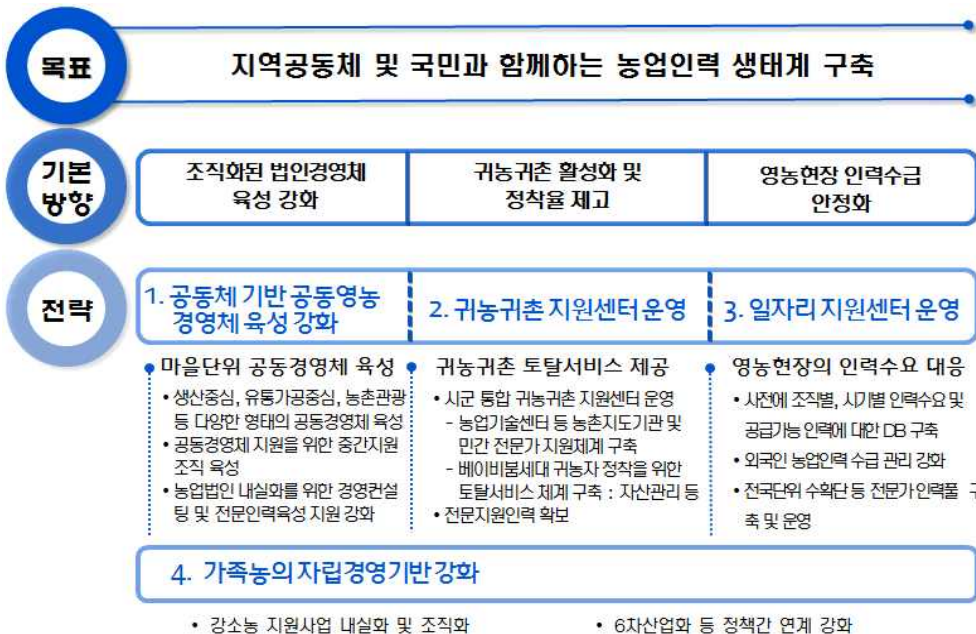 목표
지역공동체 및 국민과 함께하는 농업인력 생태계 구축
기본
방향
조직화된 법인경영체
육성 강화
귀농귀촌 활성화 및
정착율 제고
영농현장 인력수급
안정화
전략
1. 공동체 기반 공동영농
경영체 육성 강화
2. 귀농귀촌 지원센터 운영
3. 일자리 지원센터 운영
마을단위 공동경영체 육성
• 생산중심, 유통가공중심, 농촌관광
등 다양한 형태의 공동경영체 육성
• 공동경영체 지원을 위한 중간지원
조직 육성
• 농업법인 내실화를 위한 경영컨설
팅 및 전문인력육성 지원 강화
귀농귀촌 토탈서비스 제공
• 시군 통합 귀농귀촌 지원센터 운영
- 농업기술센터 등 농촌지도기관 및
민간 전문가 지원체계 구축
- 베이비붐세대 귀농자 정착을 위한
토탈서비스 체계 구축 : 자산관리 등
• 전문지원인력 확보
영농현장의 인력수요 대응
• 사전에 조직별, 시기별 인력수요 및
공급가능 인력에 대한 DB 구축
• 외국인 농업인력 수급 관리 강화
• 전국단위 수확단 등 전문가 인력풀 구
축 및 운영
4. 가족농의 자립경영기반 강화
• 강소농 지원사업 내실화 및 조직화
• 6차산업화 등 정책간 연계 강화